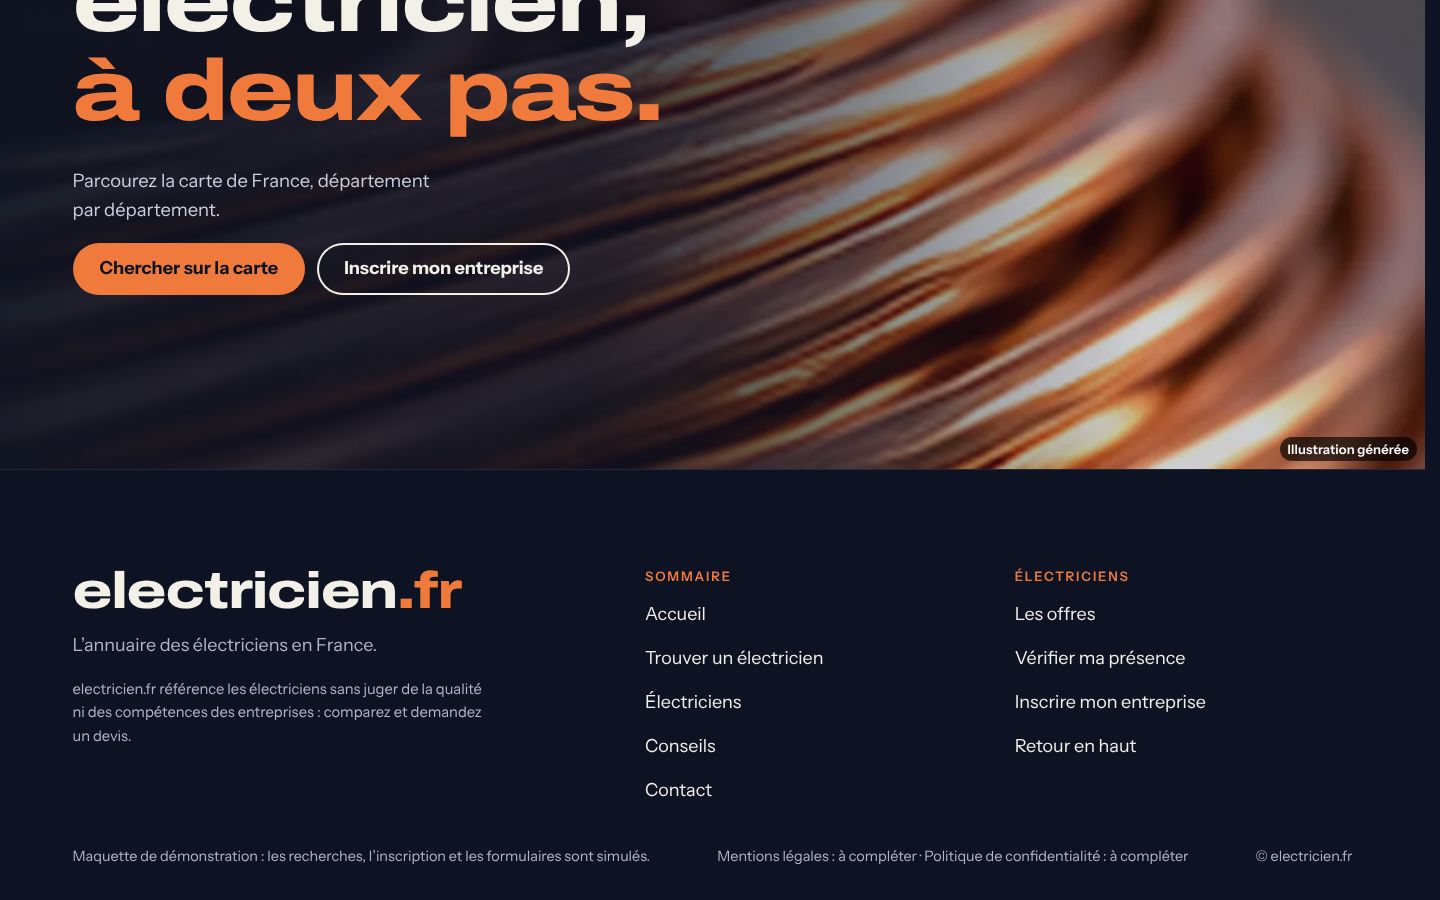 électricien,
à deux pas.
Parcourez la carte de France, département
par département.
Chercher sur la carte
Inscrire mon entreprise
Illustration générée
electricien.fr
L’annuaire des électriciens en France.
electricien.fr référence les électriciens sans juger de la qualité
ni des compétences des entreprises : comparez et demandez
un devis.
SOMMAIRE
Accueil
Trouver un électricien
Électriciens
Conseils
Contact
ÉLECTRICIENS
Les offres
Vérifier ma présence
Inscrire mon entreprise
Retour en haut
Maquette de démonstration : les recherches, l’inscription et les formulaires sont simulés.
Mentions légales : à compléter · Politique de confidentialité : à compléter
© electricien.fr